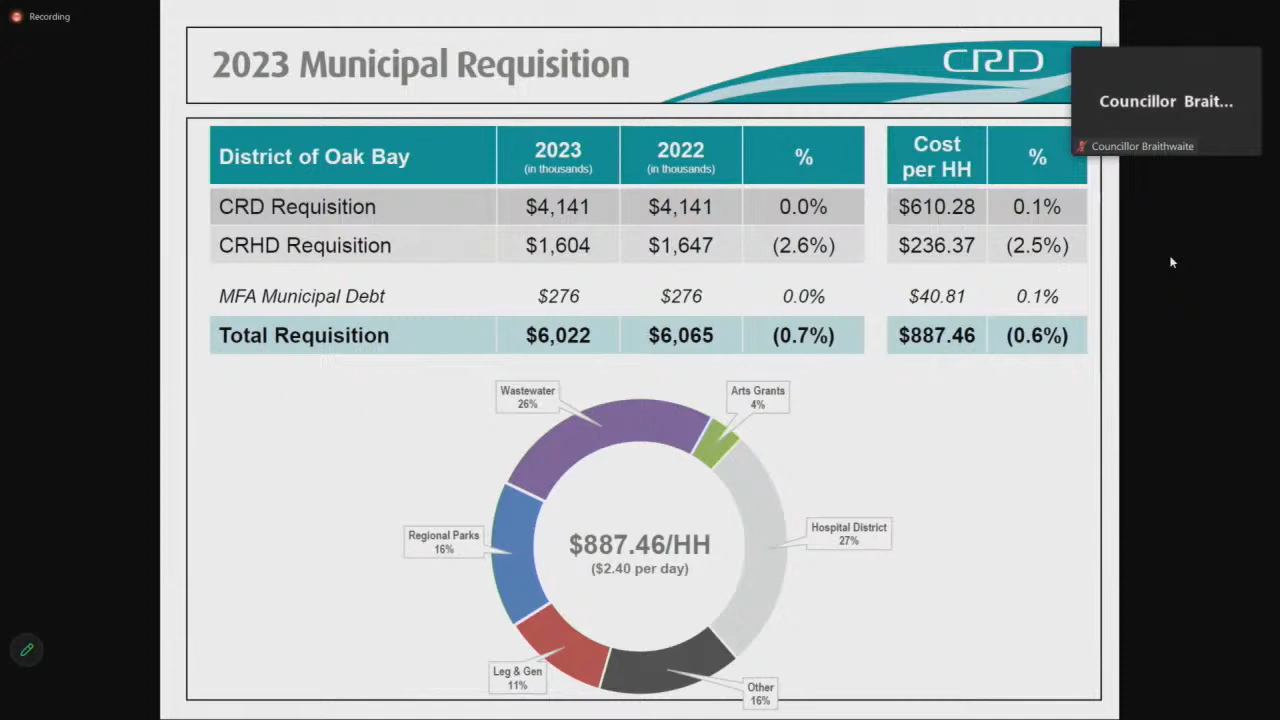 Recording
2023 Municipal Requisition
CRD
Councillor Brait...
Councillor Braithwaite
District of Oak Bay 2023 (in thousands) 2022 (in thousands) % Cost per HH %
CRD Requisition $4,141 $4,141 0.0% $610.28 0.1%
CRHD Requisition $1,604 $1,647 (2.6%) $236.37 (2.5%)
MFA Municipal Debt $276 $276 0.0% $40.81 0.1%
Total Requisition $6,022 $6,065 (0.7%) $887.46 (0.6%)
Wastewater
26%
Arts Grants
4%
Regional Parks
16%
Hospital District
27%
$887.46/HH
($2.40 per day)
Leg & Gen
11%
Other
16%